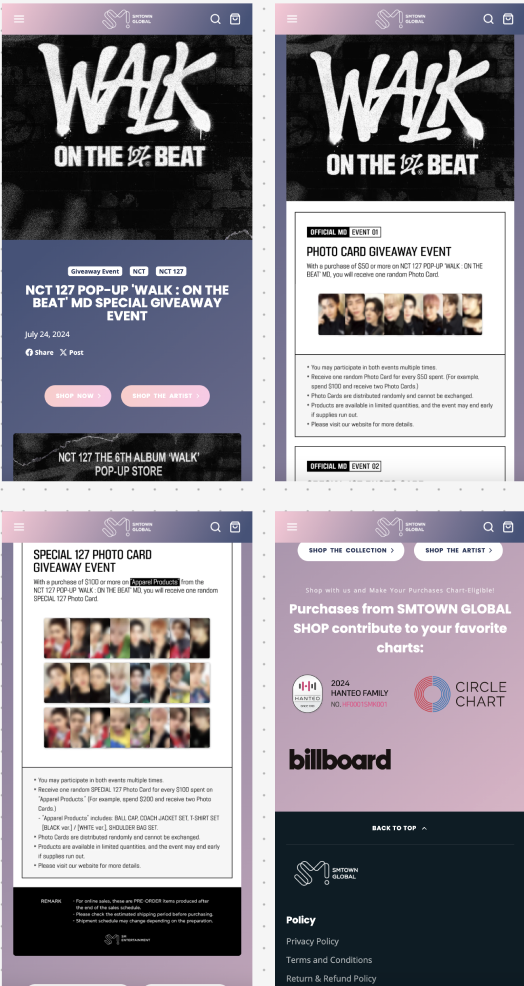 SMTOWN
GLOBAL
WALK
ON THE 127 BEAT
Giveaway Event NCT NCT 127
NCT 127 POP-UP 'WALK : ON THE
BEAT' MD SPECIAL GIVEAWAY
EVENT
July 24, 2024
Share Post
SHOP NOW >
SHOP THE ARTIST >
NCT 127 THE 6TH ALBUM 'WALK'
POP-UP STORE
SMTOWN
GLOBAL
WALK
ON THE 127 BEAT
OFFICIAL MD EVENT 01
PHOTO CARD GIVEAWAY EVENT
With a purchase of $50 or more on NCT 127 POP-UP 'WALK : ON THE
BEAT' MD, you will receive one random Photo Card.
• You may participate in both events multiple times.
• Receive one random Photo Card for every $50 spent. (For example,
spend $100 and receive two Photo Cards.)
• Photo Cards are distributed randomly and cannot be exchanged.
• Products are available in limited quantities, and the event may end early
if supplies run out.
• Please visit our website for more details.
OFFICIAL MD EVENT 02
SMTOWN
GLOBAL
SPECIAL 127 PHOTO CARD
GIVEAWAY EVENT
With a purchase of $100 or more on 'Apparel Products' from the
NCT 127 POP-UP 'WALK : ON THE BEAT' MD, you will receive one random
SPECIAL 127 Photo Card.
• You may participate in both events multiple times.
• Receive one random SPECIAL 127 Photo Card for every $100 spent on
"Apparel Products." (For example, spend $200 and receive two Photo
Cards.)
- "Apparel Products" includes: BALL CAP, COACH JACKET SET, T-SHIRT SET
[BLACK ver.] / [WHITE ver.], SHOULDER BAG SET.
• Photo Cards are distributed randomly and cannot be exchanged.
• Products are available in limited quantities, and the event may end early
if supplies run out.
• Please visit our website for more details.
REMARK
- For online sales, these are PRE-ORDER items produced after
the end of the sales schedule.
- Please check the estimated shipping period before purchasing.
- Shipment schedule may change depending on the preparation.
SM
ENTERTAINMENT
SMTOWN
GLOBAL
SHOP THE COLLECTION >
SHOP THE ARTIST >
Shop with us and Make Your Purchases Chart-Eligible!
Purchases from SMTOWN GLOBAL
SHOP contribute to your favorite
charts:
HANTEO
2024
HANTEO FAMILY
CIRCLE
CHART
billboard
BACK TO TOP
SMTOWN
GLOBAL
Policy
Privacy Policy
Terms and Conditions
Return & Refund Policy